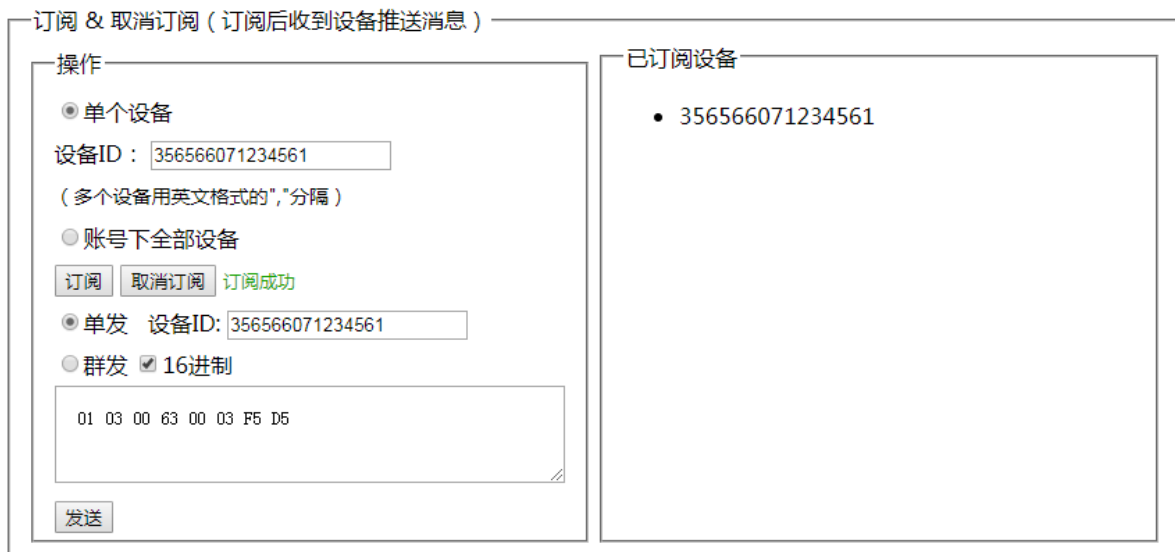 订阅 & 取消订阅（订阅后收到设备推送消息）
操作
单个设备
设备ID： 356566071234561
（多个设备用英文格式的","分隔）
账号下全部设备
订阅 取消订阅 订阅成功
单发 设备ID: 356566071234561
群发 16进制
01 03 00 63 00 03 F5 D5
发送
已订阅设备
356566071234561